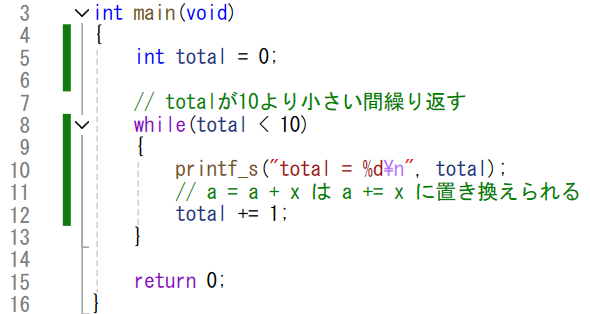 3 int main(void)
4 {
5 int total = 0;
6
7 // totalが10より小さい間繰り返す
8 while(total < 10)
9 {
10 printf_s("total = %d¥n", total);
11 // a = a + x は a += x に置き換えられる
12 total += 1;
13 }
14
15 return 0;
16 }